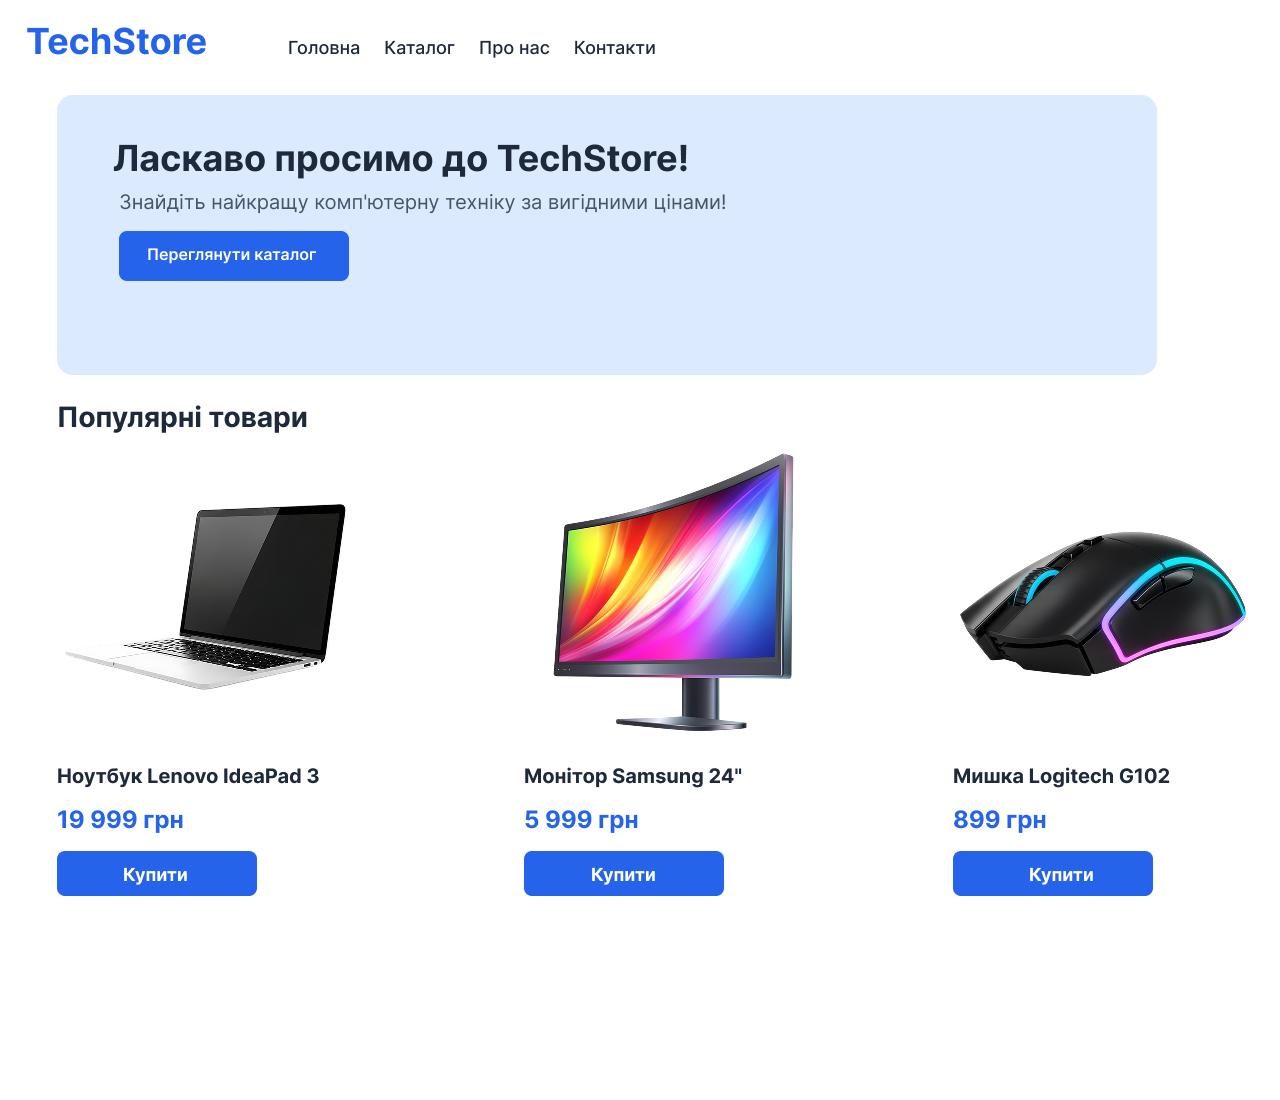 TechStore
Головна Каталог Про нас Контакти
Ласкаво просимо до TechStore!
Знайдіть найкращу комп'ютерну техніку за вигідними цінами!
Переглянути каталог
Популярні товари
Ноутбук Lenovo IdeaPad 3
19 999 грн
Купити
Монітор Samsung 24"
5 999 грн
Купити
Мишка Logitech G102
899 грн
Купити